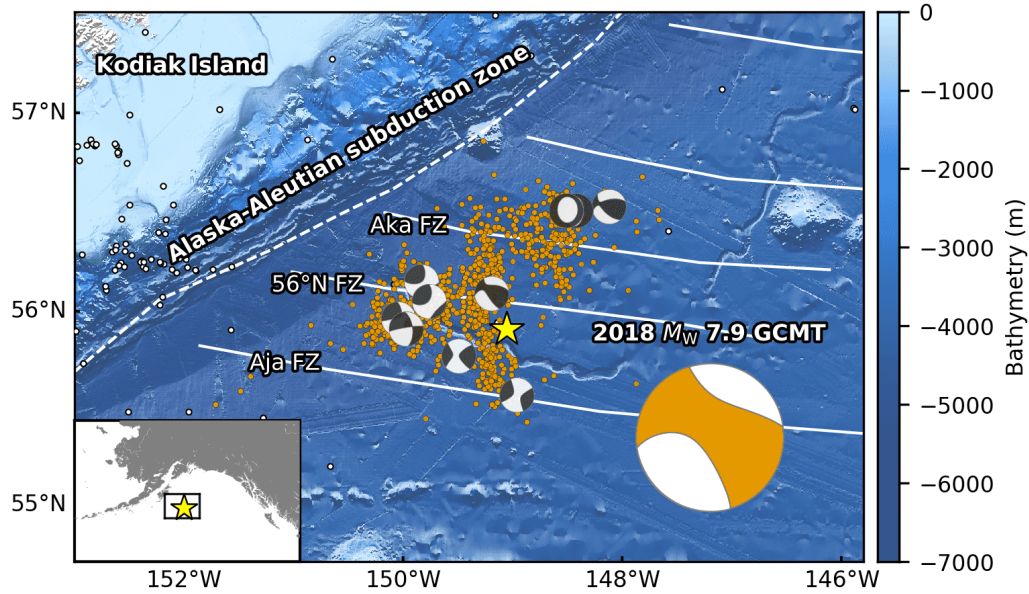 Kodiak Island
Alaska-Aleutian subduction zone
Aka FZ
56°N FZ
Aja FZ
2018 Mw 7.9 GCMT
57°N
56°N
55°N
152°W
150°W
148°W
146°W
0
−1000
−2000
−3000
−4000
−5000
−6000
−7000
Bathymetry (m)